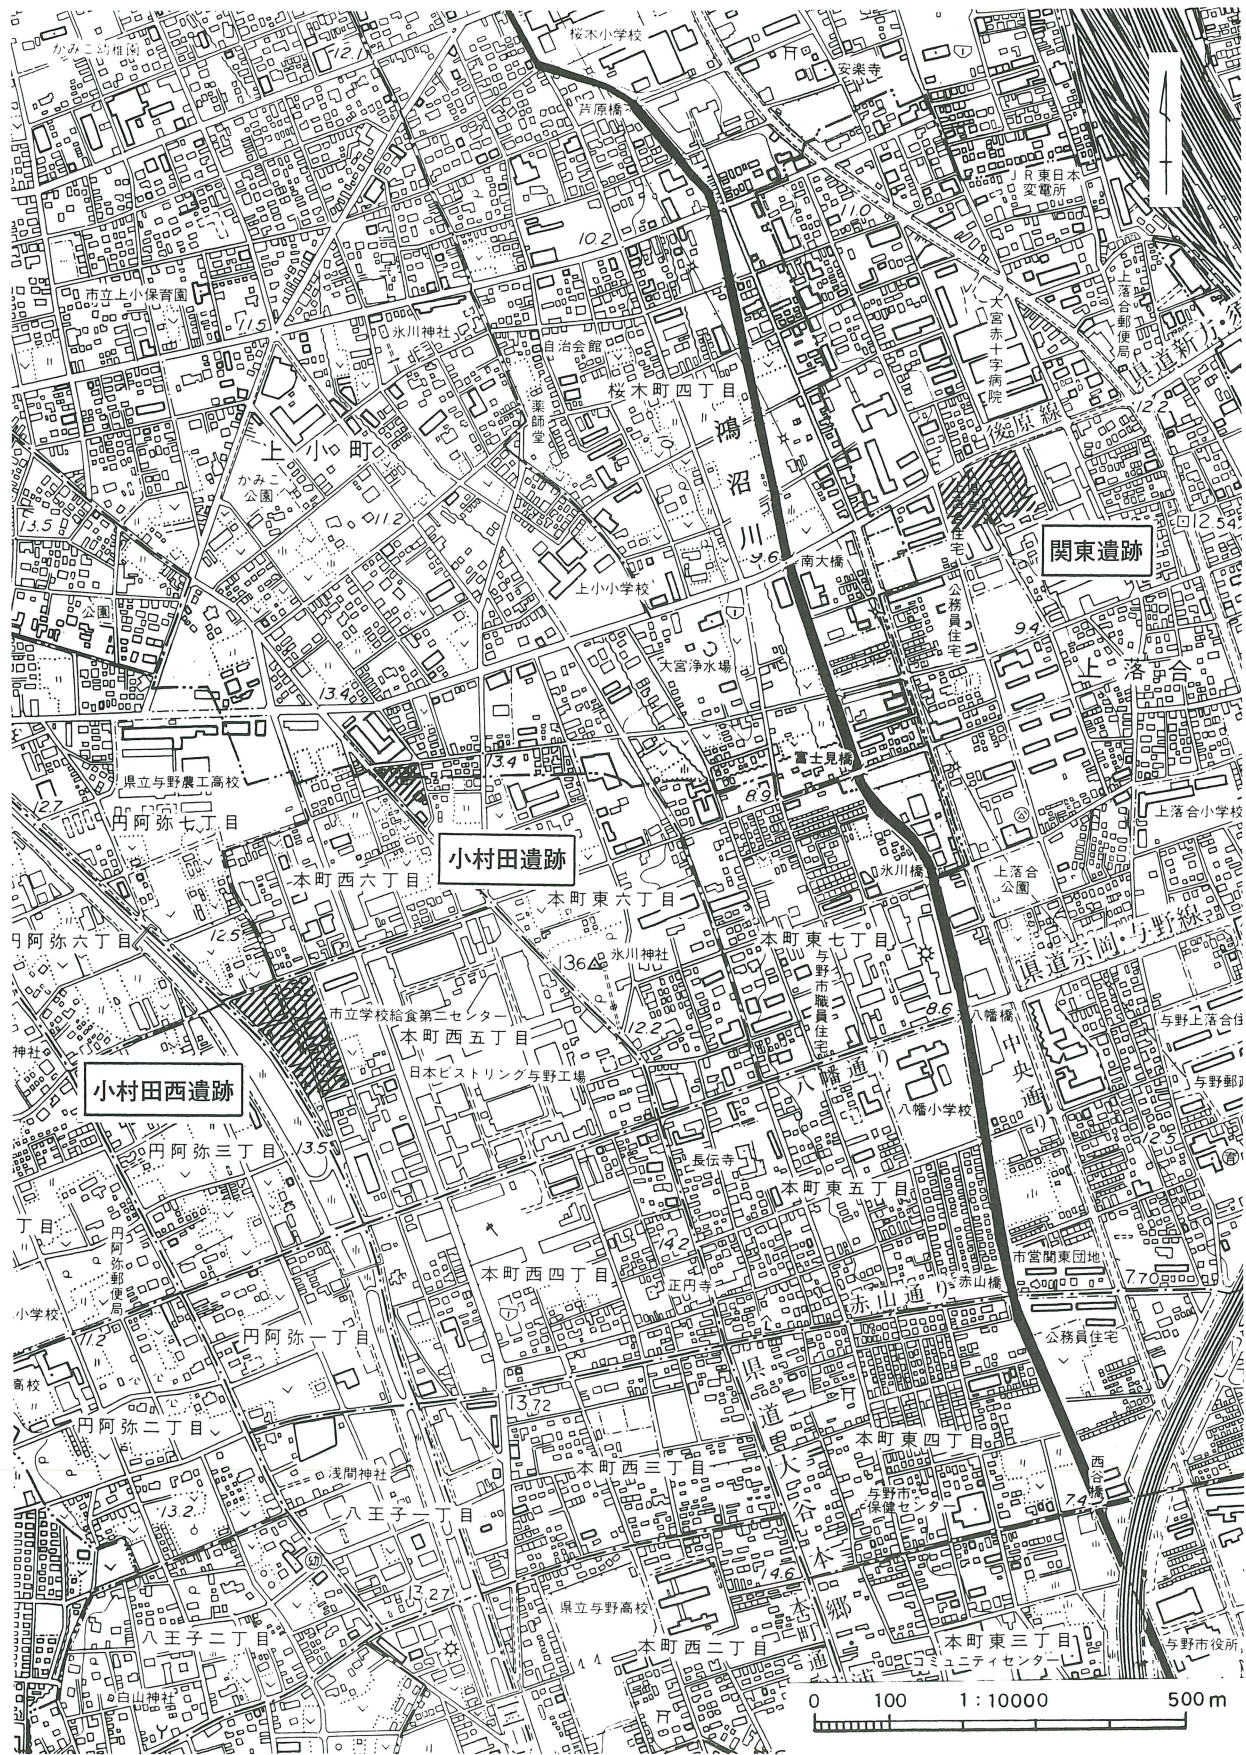 かみこ幼稚園
12.1
桜木小学校
安楽寺
芦原橋
JR東日本
変電所
10.2
11.6
市立上小保育園
11.5
氷川神社
自治会館
大宮赤十字病院
上落合郵便局
県道新方・須
桜木町四丁目
薬師堂
12.2
上小町
鴻沼川
後原線
かみこ
公園
11.2
13.5
12.54
関東遺跡
9.6
南大橋
住宅
公務員住宅
上小小学校
公園
9.4
大宮浄水場
上落合
13.4
13.4
富士見橋
県立与野農工高校
8.9
12.7
円阿弥七丁目
上落合小学校
小村田遺跡
氷川橋
上落合
公園
本町西六丁目
本町東六丁目
円阿弥六丁目
12.5
本町東七丁目
県道宗岡・与野線
13.6
氷川神社
与野市職員住宅
市立学校給食第二センター
8.6
八幡橋
12.2
与野上落合住
本町西五丁目
神社
中央通り
八幡通り
日本ピストリング与野工場
与野郵政
小村田西遺跡
八幡小学校
12.5
円阿弥三丁目
13.5
長伝寺
本町東五丁目
丁目
円阿弥郵便局
14.2
市営関東団地
本町西四丁目
正円寺
赤山橋
7.70
小学校
赤山通り
11.2
円阿弥一丁目
公務員住宅
高校
県道
大谷本郷
13.72
円阿弥二丁目
本町東四丁目
本町西三丁目
西谷橋
浅間神社
与野市
保健センター
7.4
13.2
八王子一丁目
14.6
13.27
県立与野高校
本町通
八王子二丁目
本町西二丁目
本町東三丁目
与野市役所
コミュニティセンター
白山神社
0 100 1:10000 500m